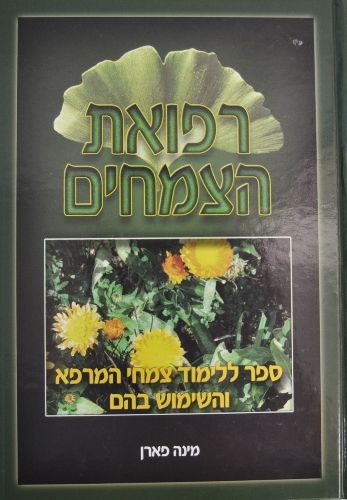 רפואת
הצמחים
ספר ללימוד צמחי המרפא
והשימוש בהם
מינה פארן